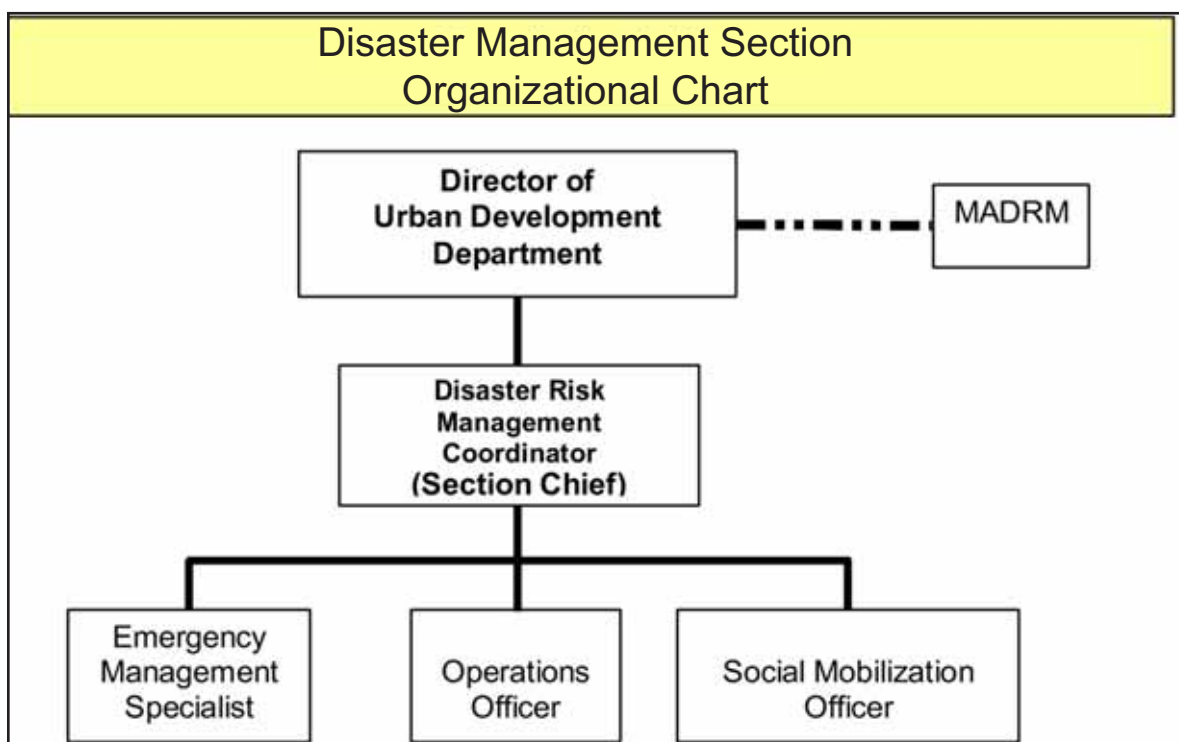 Disaster Management Section
Organizational Chart
Director of
Urban Development
Department
MADRM
Disaster Risk
Management
Coordinator
(Section Chief)
Emergency
Management
Specialist
Operations
Officer
Social Mobilization
Officer